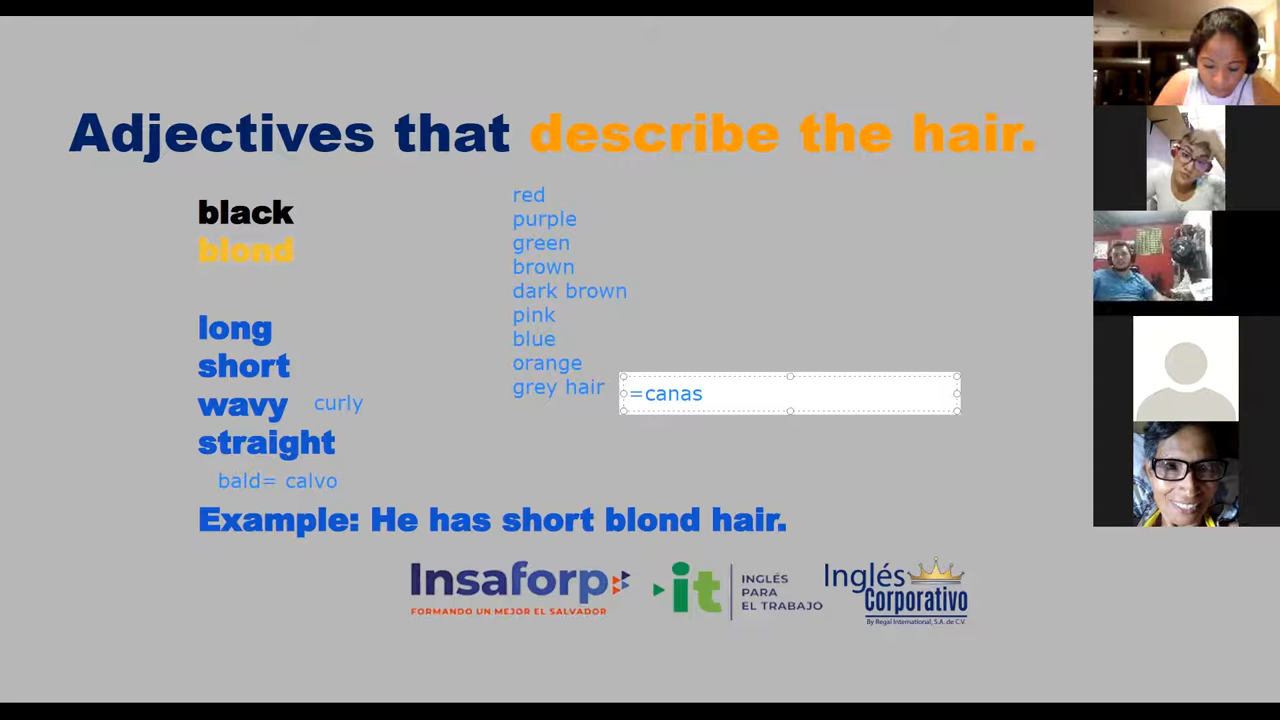 Adjectives that describe the hair.
black
blond
long
short
wavy curly
straight
bald= calvo
red
purple
green
brown
dark brown
pink
blue
orange
grey hair =canas
Example: He has short blond hair.
Insaforp
FORMANDO UN MEJOR EL SALVADOR
it
INGLÉS
PARA
EL TRABAJO
Inglés
Corporativo
By Regal International, S.A. de C.V.